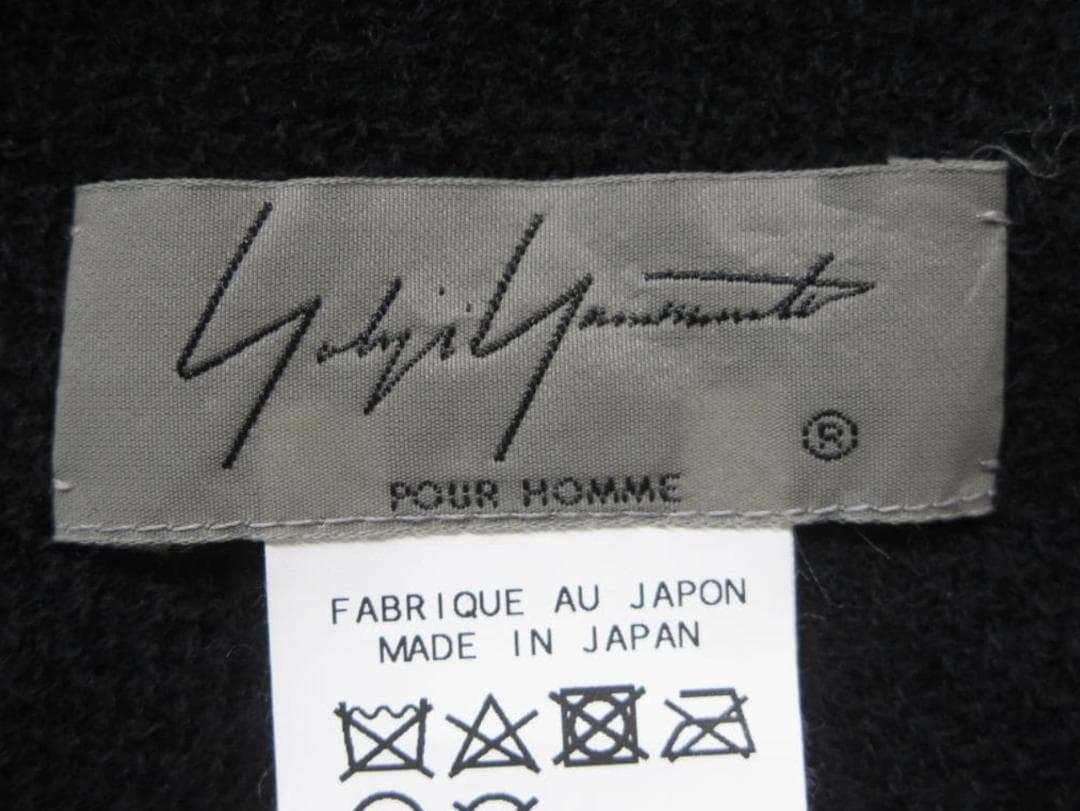 Yohji Yamamoto
®
POUR HOMME
FABRIQUE AU JAPON
MADE IN JAPAN